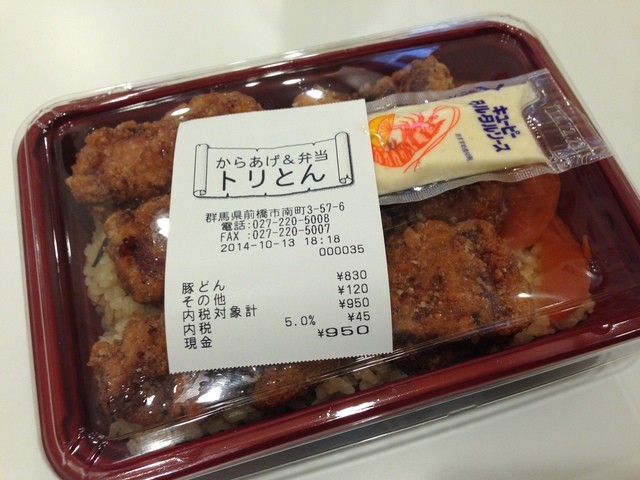 からあげ&弁当
トリとん
群馬県前橋市南町3-57-6
電話:027-220-5008
FAX :027-220-5007
2014-10-13 18:18
000035
豚どん ¥830
その他 ¥120
内税対象計 ¥950
内税 5.0% ¥45
現金 ¥950
キユーピー
タルタルソース